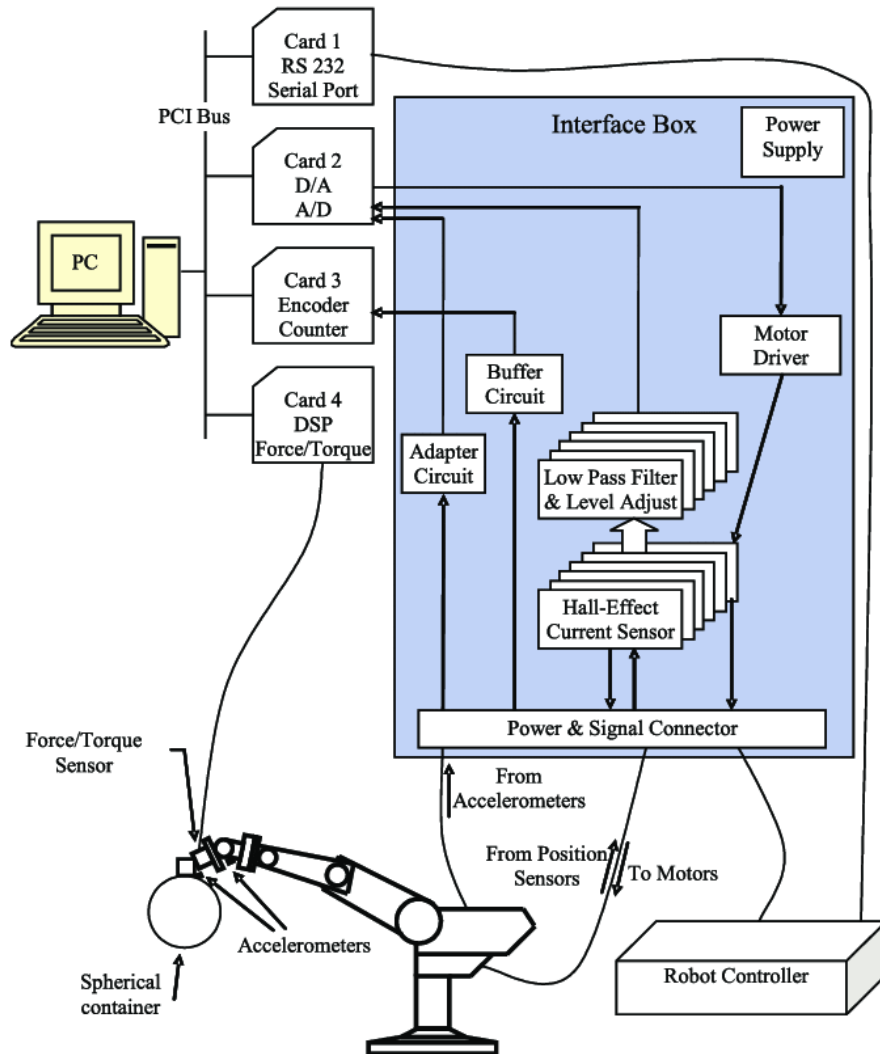 Card 1
RS 232
Serial Port
PCI Bus
Interface Box
Power
Supply
Card 2
D/A
A/D
PC
Card 3
Encoder
Counter
Motor
Driver
Buffer
Circuit
Card 4
DSP
Force/Torque
Adapter
Circuit
Low Pass Filter
& Level Adjust
Hall-Effect
Current Sensor
Power & Signal Connector
Force/Torque
Sensor
From
Accelerometers
From Position
Sensors
To Motors
Accelerometers
Spherical
container
Robot Controller